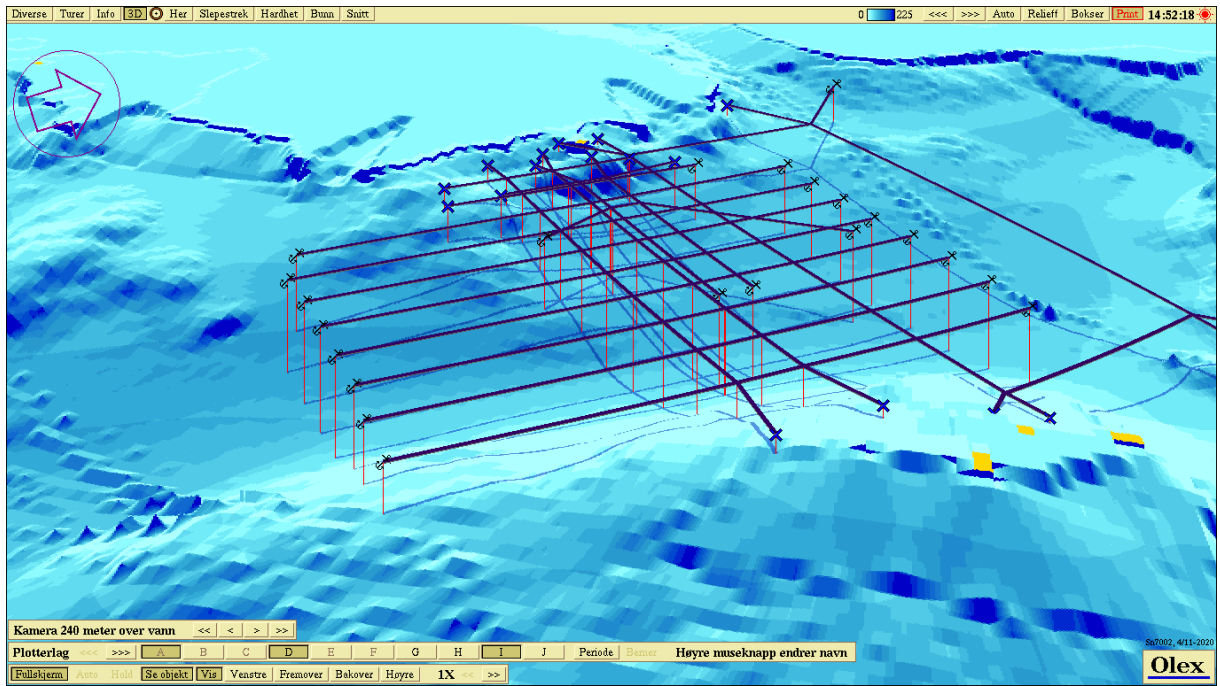 Diverse Turer Info 3D Her Slepestrek Hardhet Bunn Snitt 0 225 <<< >>> Auto Relieff Bokser Print 14:52:18
Kamera 240 meter over vann << < > >>
Sn7002, 4/11-2020
Plotterlag <<< >>> A B C D E F G H I J Periode Bømer Høyre museknapp endrer navn
Fullskjerm Auto Hold Se objekt Vis Venstre Fremover Bakover Høyre 1X << >>
Olex